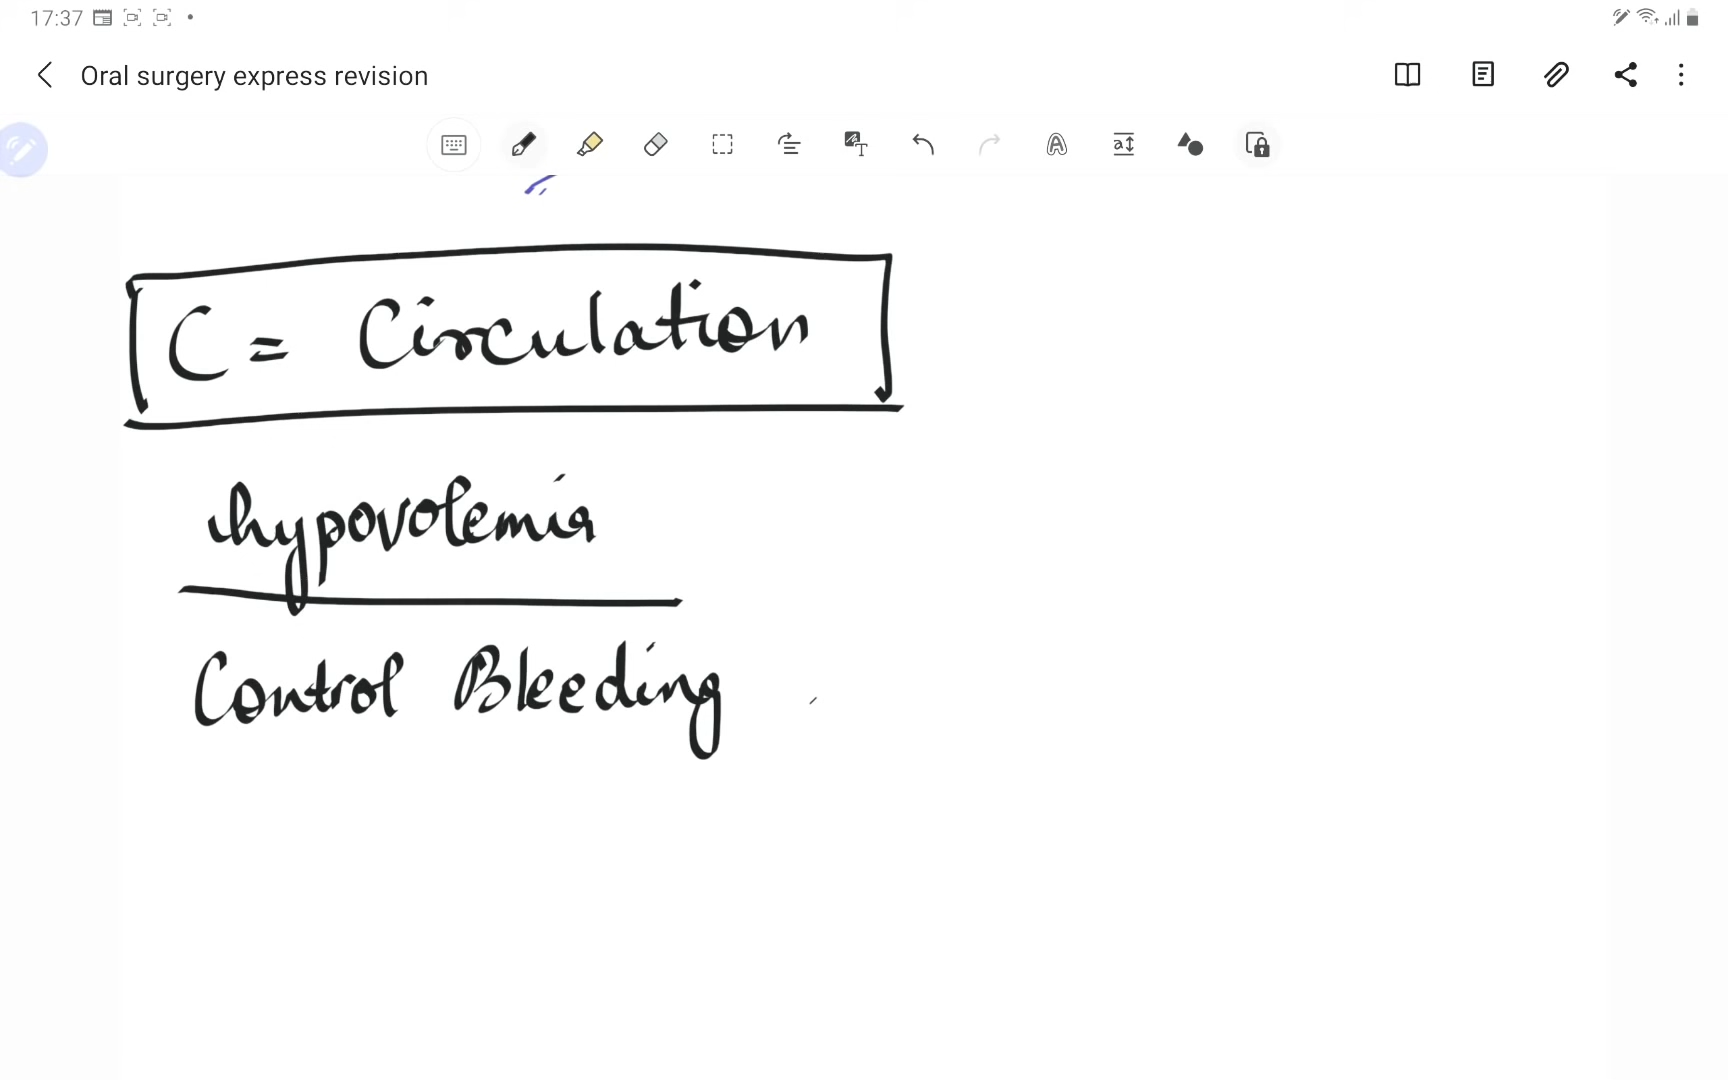 17:37
Oral surgery express revision
C = Circulation
hypovolemia
Control Bleeding